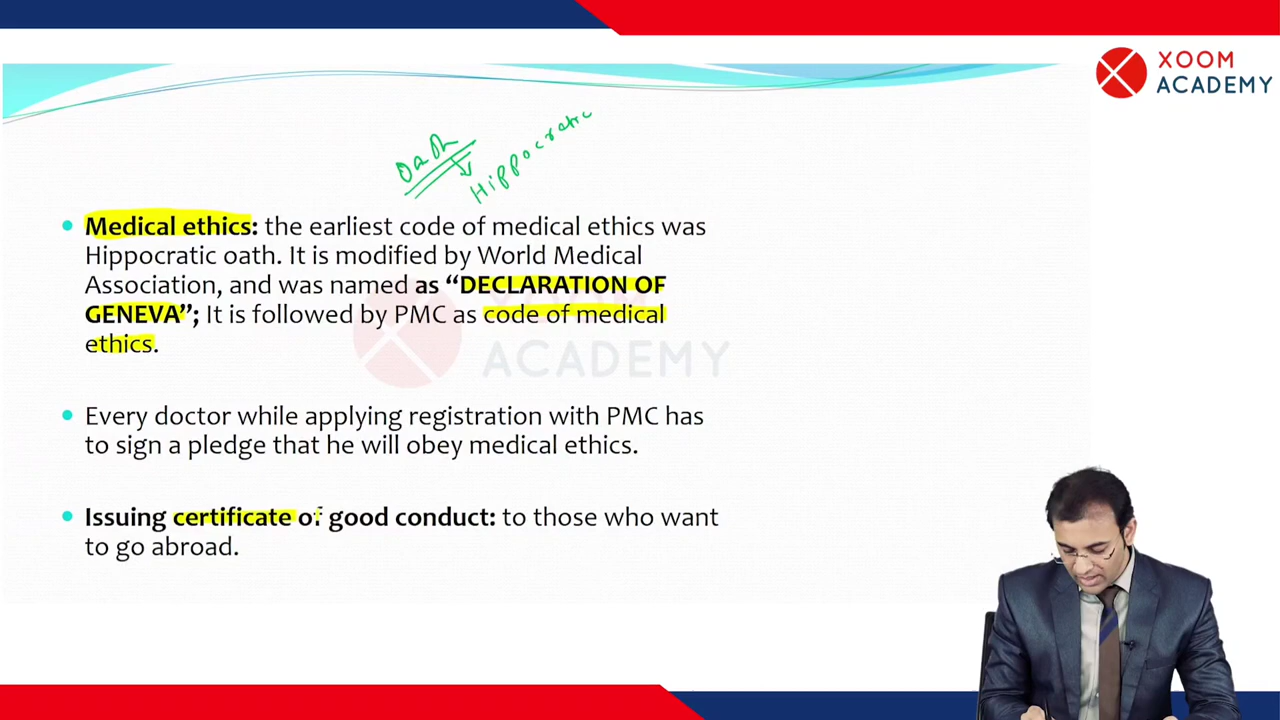 XOOM
ACADEMY
Oath
Hippocratic
• Medical ethics: the earliest code of medical ethics was
Hippocratic oath. It is modified by World Medical
Association, and was named as “DECLARATION OF
GENEVA”; It is followed by PMC as code of medical
ethics.
XOOM
ACADEMY
• Every doctor while applying registration with PMC has
to sign a pledge that he will obey medical ethics.
• Issuing certificate of good conduct: to those who want
to go abroad.